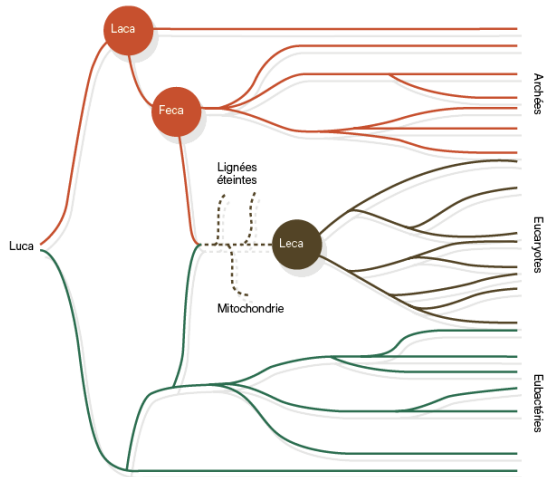 Laca
Feca
Archées
Lignées
éteintes
Luca
Leca
Eucaryotes
Mitochondrie
Eubactéries